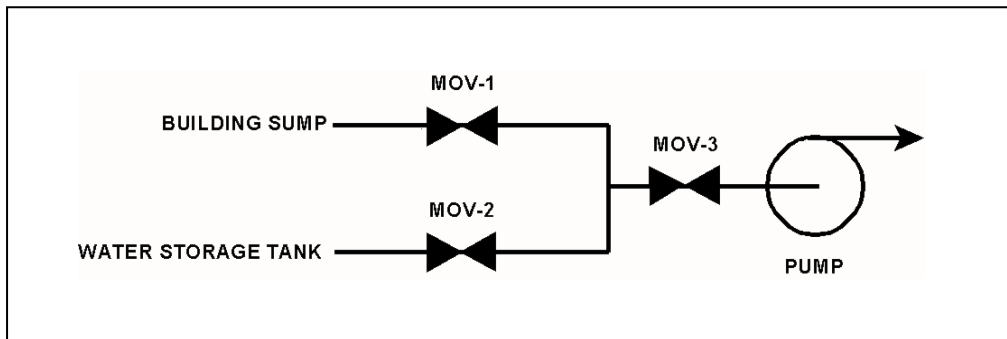 MOV-1
BUILDING SUMP
MOV-3
MOV-2
WATER STORAGE TANK
PUMP